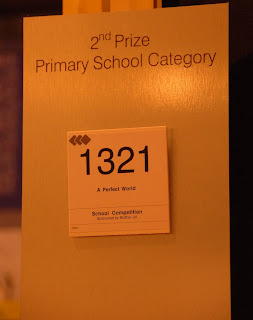 2nd Prize
Primary School Category
1321
A Perfect World
School Competition